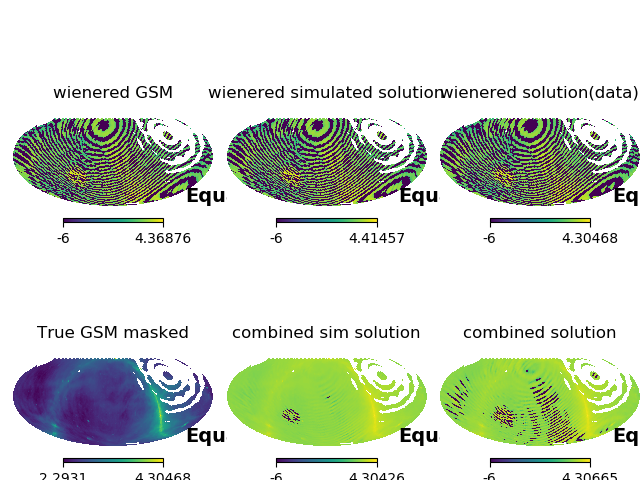 wienered GSM
wienered simulated solution
wienered solution(data)
Equ
Equ
Eq
-6 4.36876
-6 4.41457
-6 4.30468
True GSM masked
combined sim solution
combined solution
Equ
Equ
Eq
2.2931 4.30468
-6 4.30426
-6 4.30665